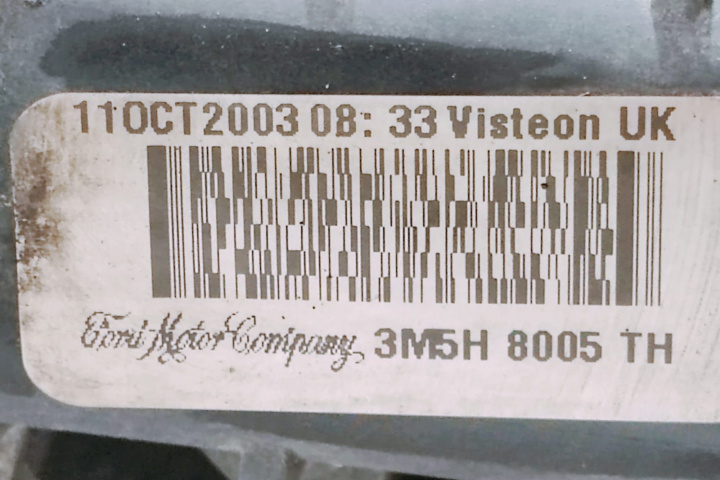 11OCT2003 08:33 Visteon UK
Ford Motor Company 3M5H 8005 TH